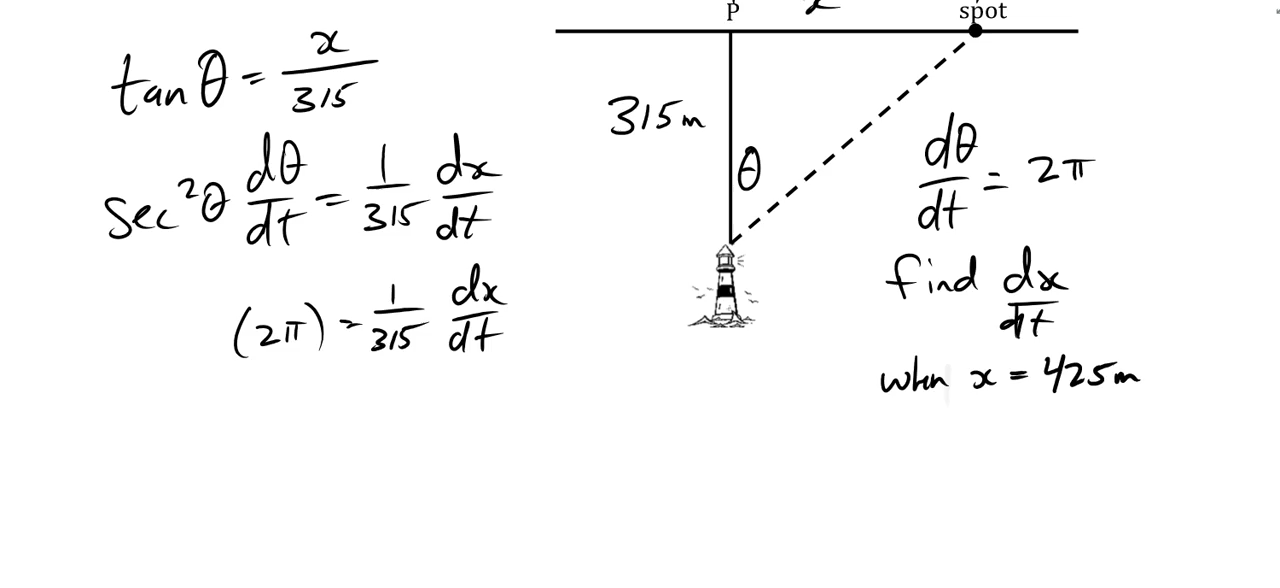 P
spot
tan θ = x/315
315m
θ
sec²θ dθ/dt = 1/315 dx/dt
dθ/dt = 2π
(2π) = 1/315 dx/dt
find dx/dt
when x = 425m